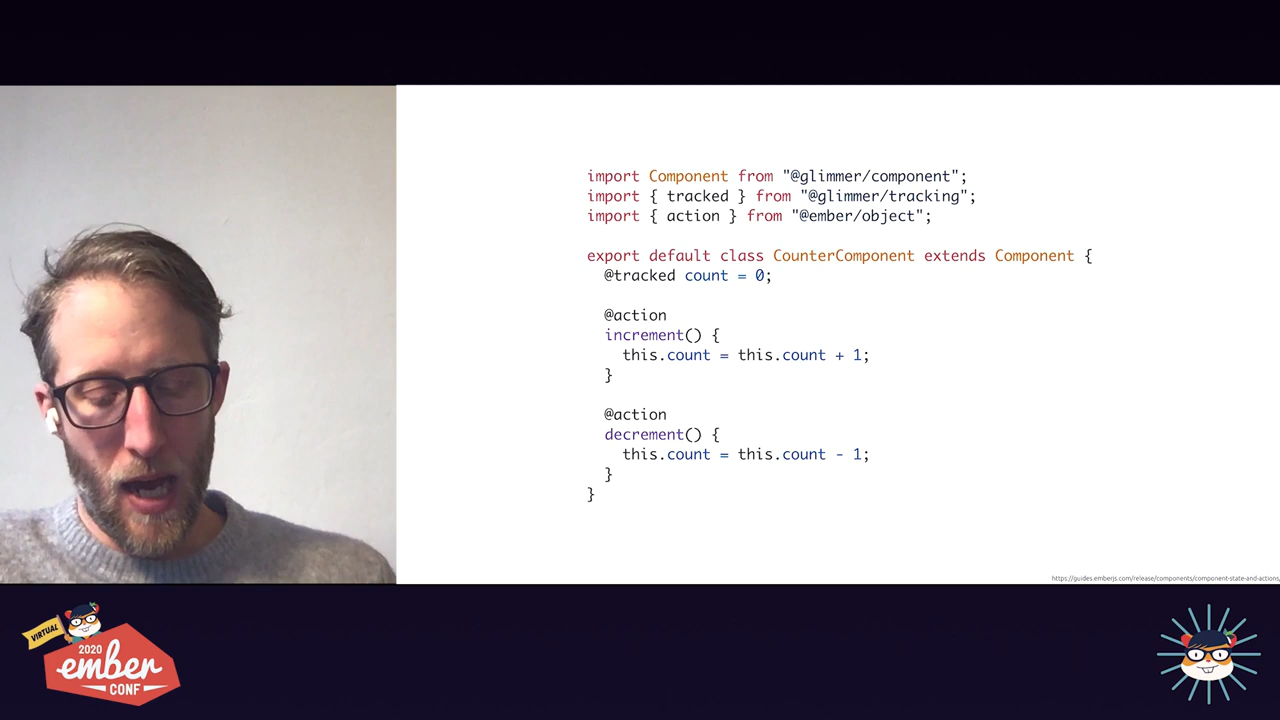 import Component from "@glimmer/component";
import { tracked } from "@glimmer/tracking";
import { action } from "@ember/object";
export default class CounterComponent extends Component {
@tracked count = 0;
@action
increment() {
this.count = this.count + 1;
}
@action
decrement() {
this.count = this.count - 1;
}
}
https://guides.emberjs.com/release/components/component-state-and-actions/
VIRTUAL
2020
ember
CONF